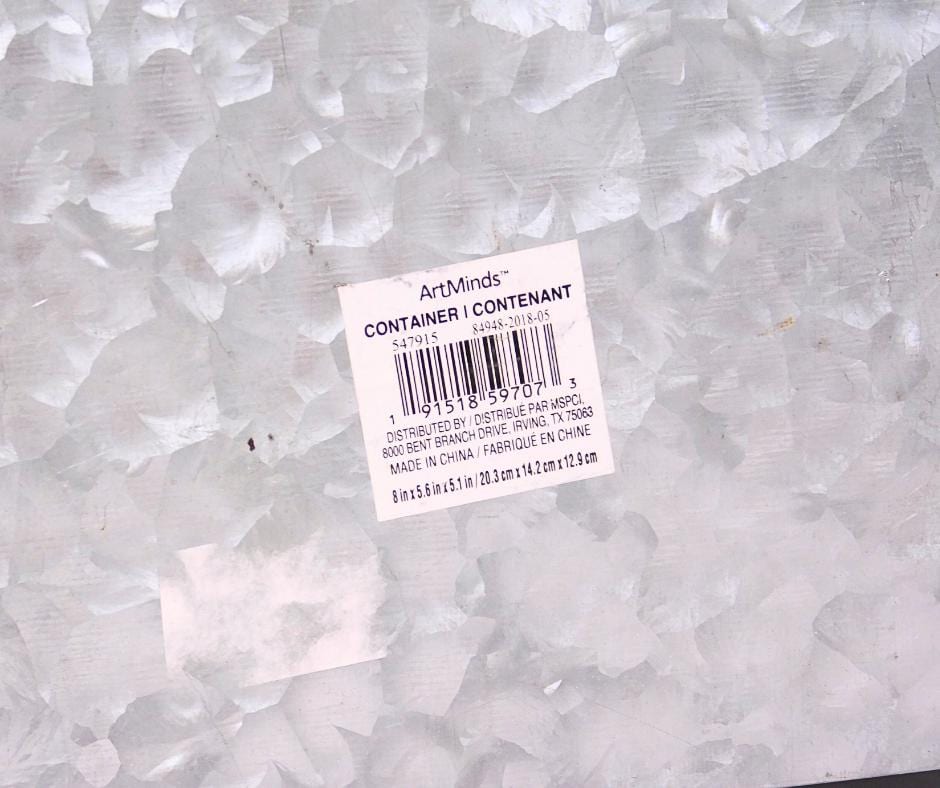 ArtMinds™
CONTAINER | CONTENANT
547915 84948-2018-05
1 91518 59707 3
DISTRIBUTED BY / DISTRIBUÉ PAR MSPCI,
8000 BENT BRANCH DRIVE, IRVING, TX 75063
MADE IN CHINA / FABRIQUÉ EN CHINE
8 in x 5.6 in x 5.1 in / 20.3 cm x 14.2 cm x 12.9 cm